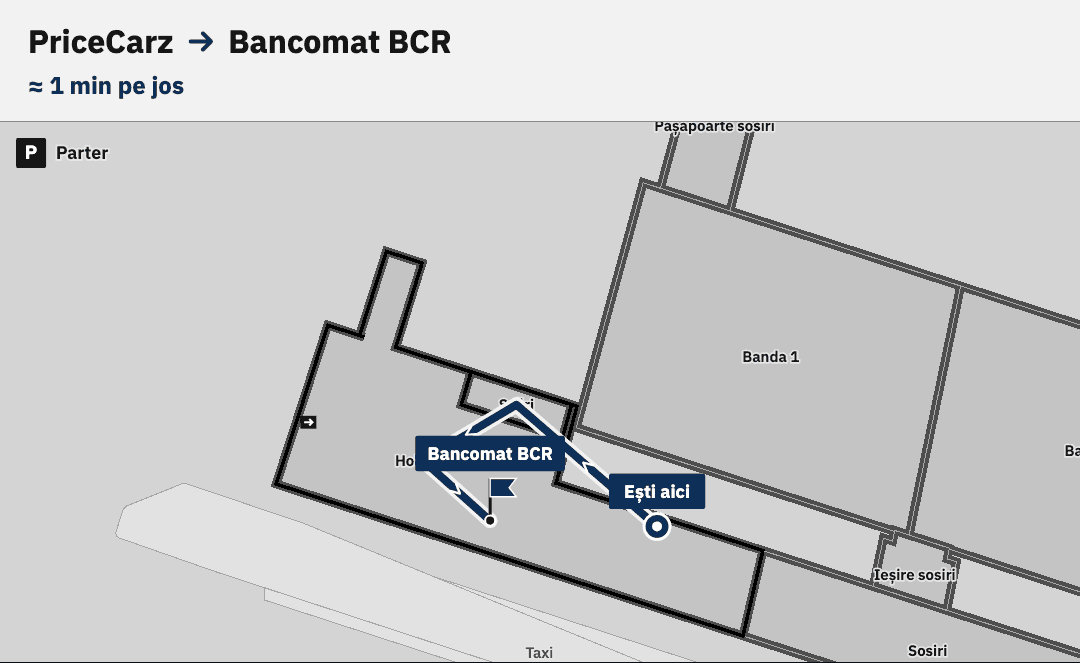 PriceCarz → Bancomat BCR
≈ 1 min pe jos
Pașapoarte sosiri
P Parter
Banda 1
Bancomat BCR
Ești aici
Ieșire sosiri
Sosiri
Taxi